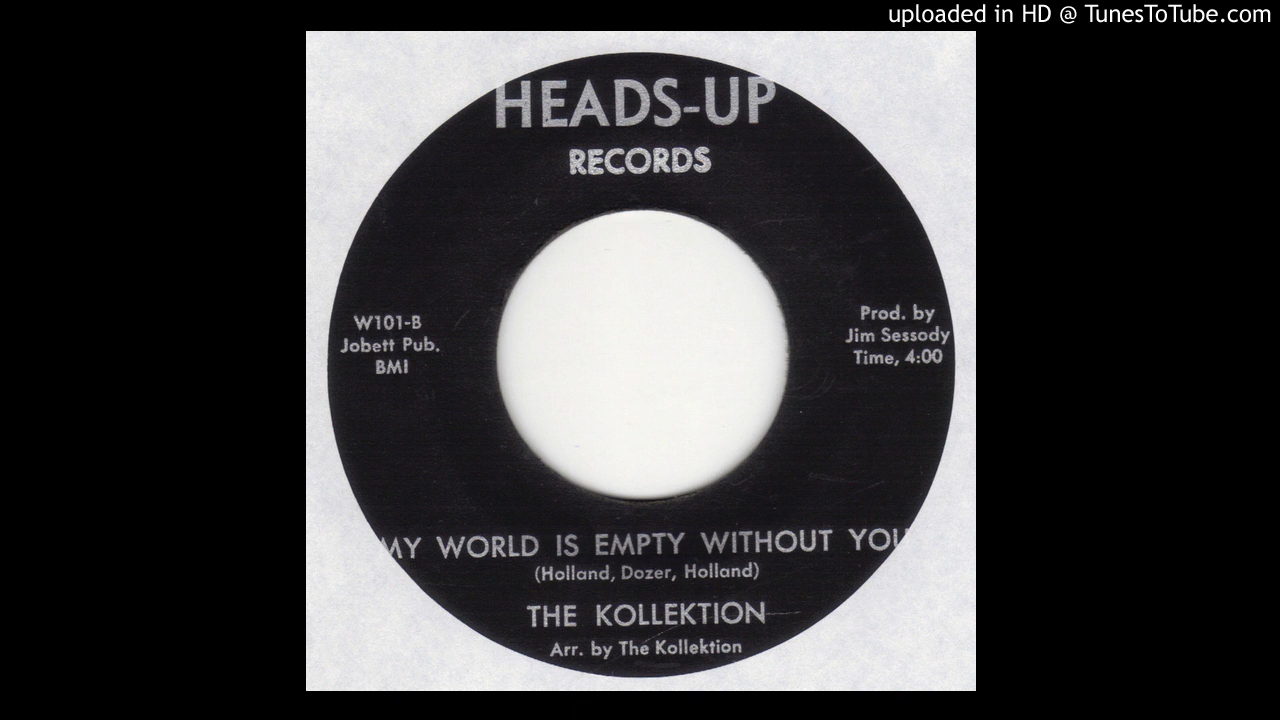 uploaded in HD @ TunesToTube.com
HEADS-UP
RECORDS
W101-B
Jobett Pub.
BMI
Prod. by
Jim Sessody
Time, 4:00
MY WORLD IS EMPTY WITHOUT YOU
(Holland, Dozer, Holland)
THE KOLLEKTION
Arr. by The Kollektion